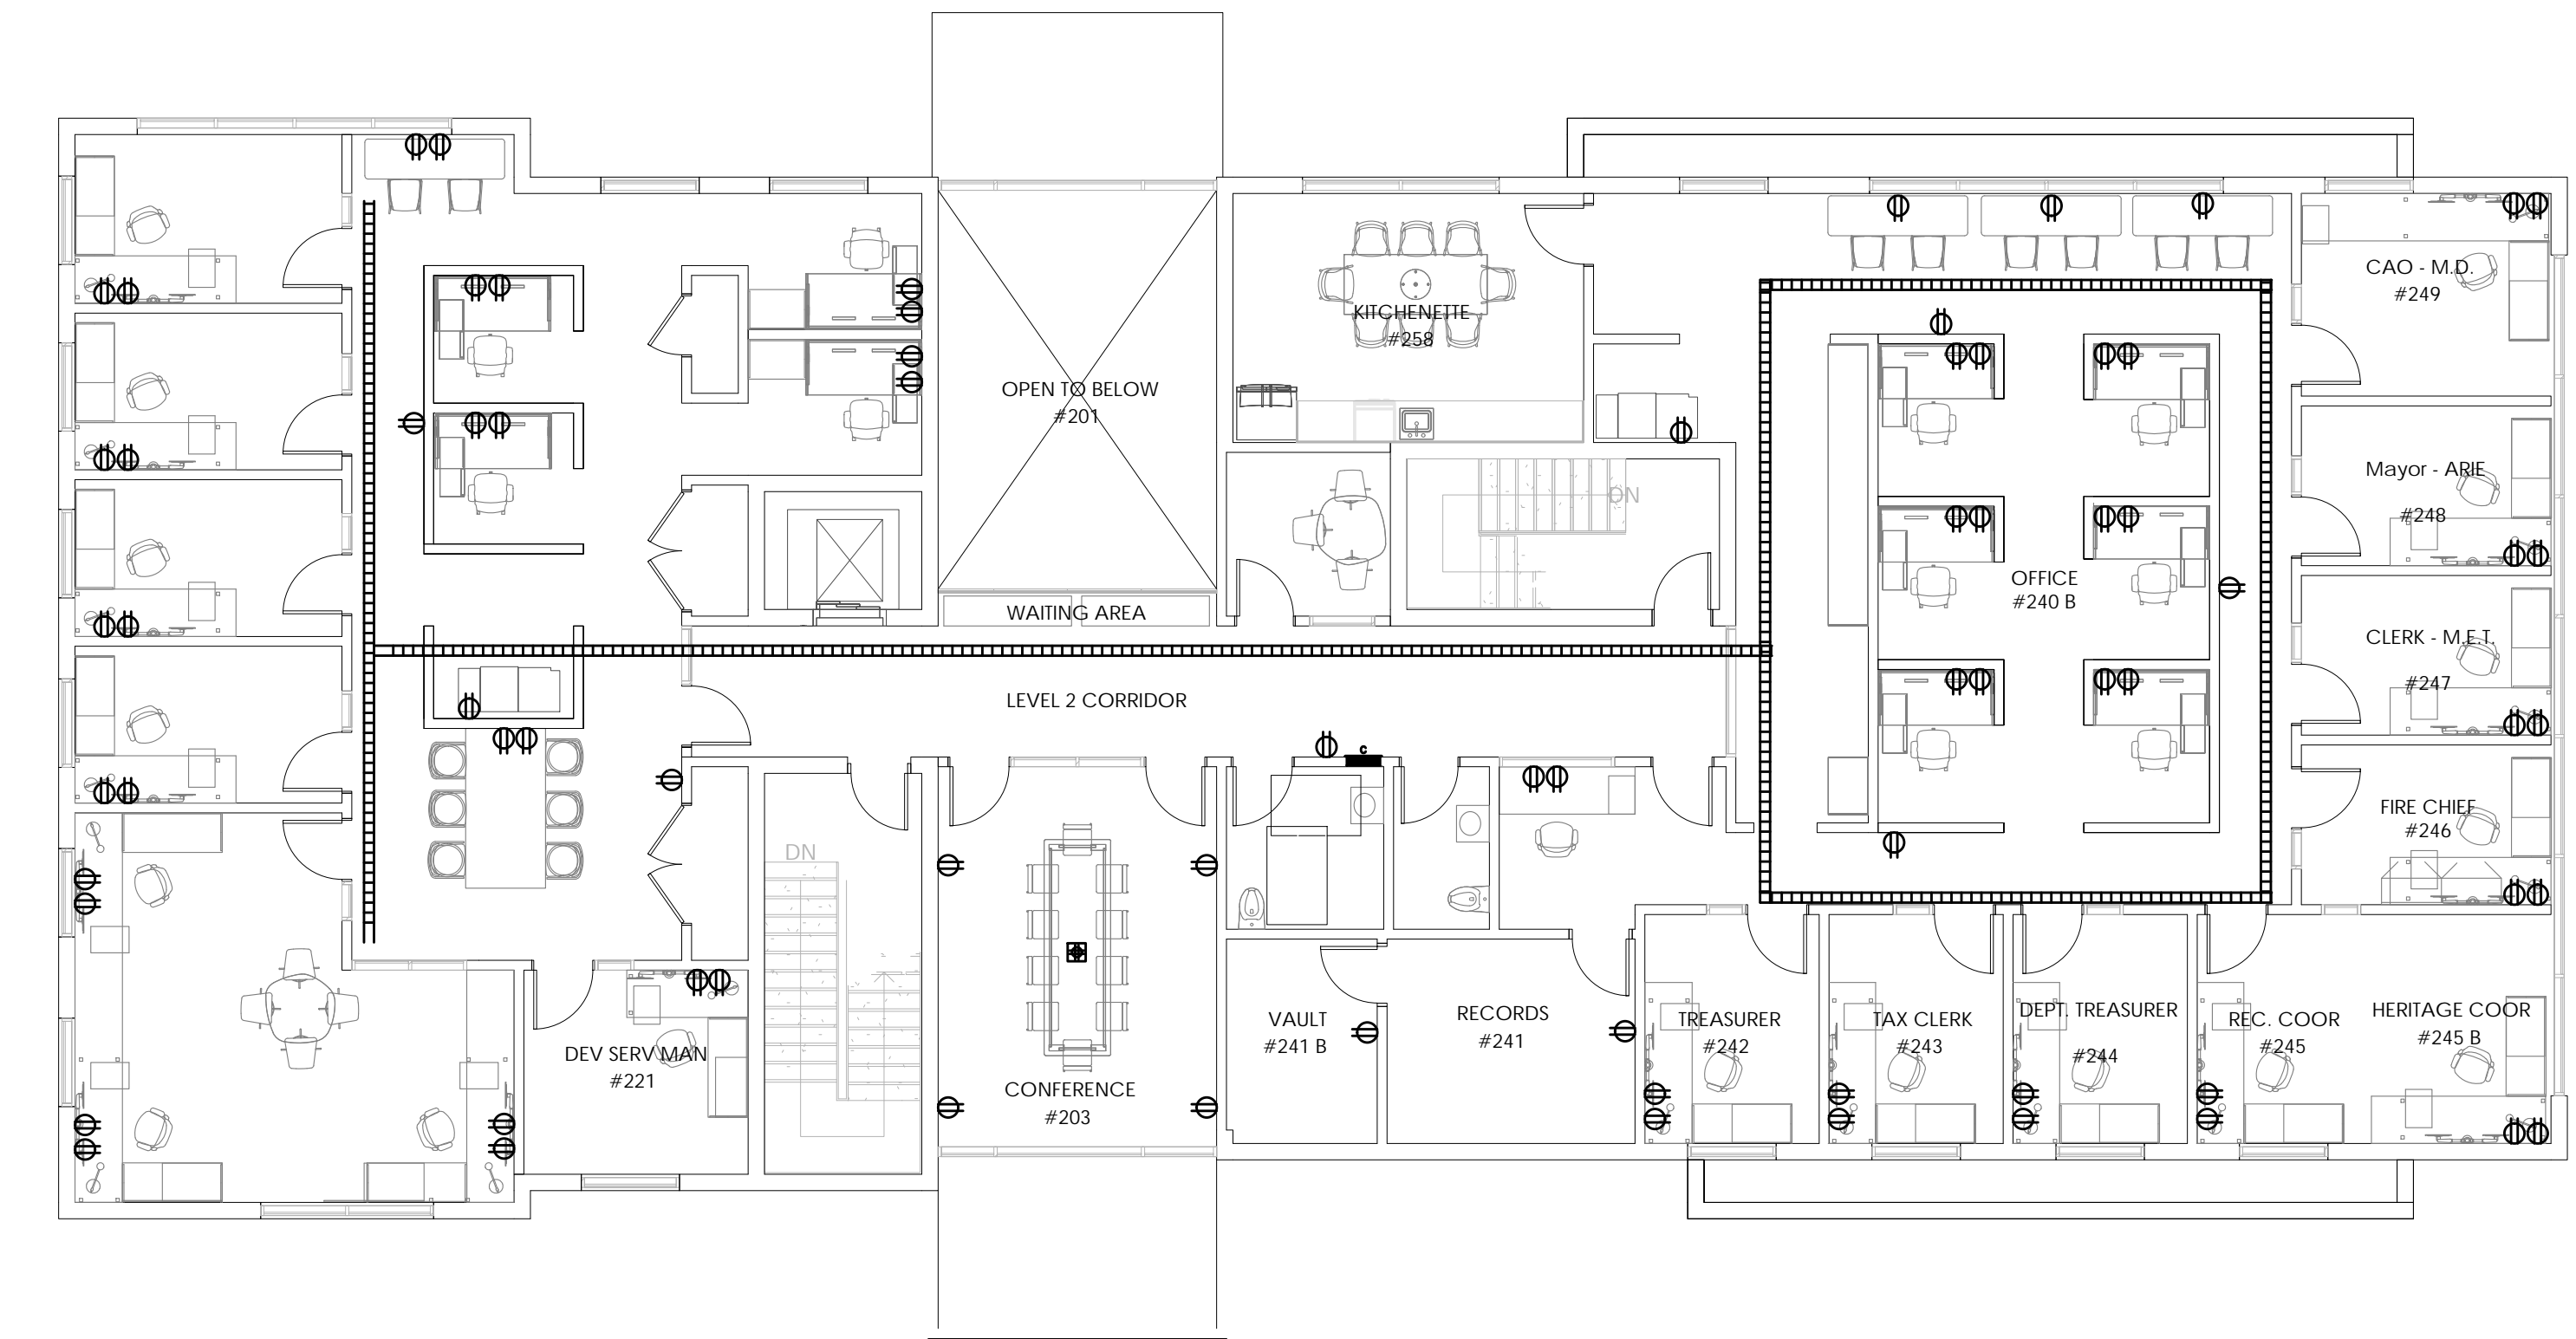 CAO - M.D.
#249
KITCHENETTE
#258
OPEN TO BELOW
#201
Mayor - ARIE
#248
DN
OFFICE
#240 B
WAITING AREA
CLERK - M.E.T.
#247
LEVEL 2 CORRIDOR
C
FIRE CHIEF
#246
DN
DEV SERV MAN
#221
CONFERENCE
#203
VAULT
#241 B
RECORDS
#241
TREASURER
#242
TAX CLERK
#243
DEPT. TREASURER
#244
REC. COOR
#245
HERITAGE COOR
#245 B